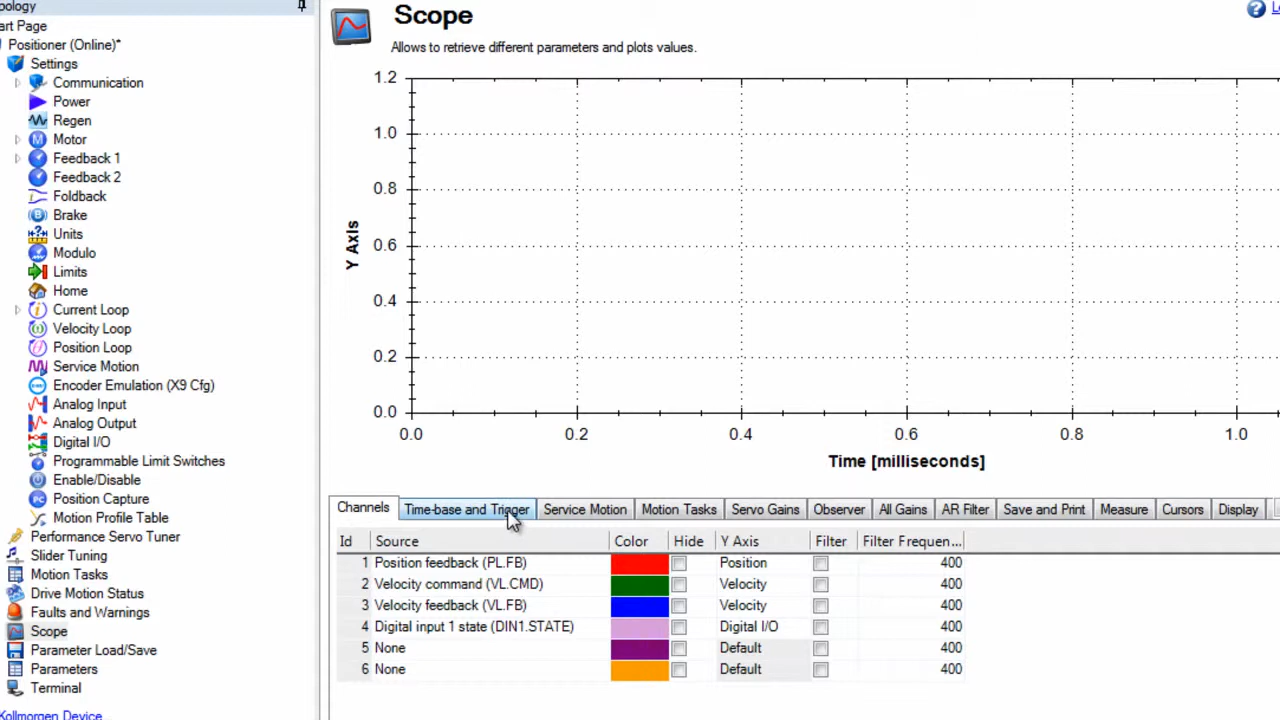 pology
art Page
Positioner (Online)*
Settings
Communication
Power
Regen
Motor
Feedback 1
Feedback 2
Foldback
Brake
Units
Modulo
Limits
Home
Current Loop
Velocity Loop
Position Loop
Service Motion
Encoder Emulation (X9 Cfg)
Analog Input
Analog Output
Digital I/O
Programmable Limit Switches
Enable/Disable
Position Capture
Motion Profile Table
Performance Servo Tuner
Slider Tuning
Motion Tasks
Drive Motion Status
Faults and Warnings
Scope
Parameter Load/Save
Parameters
Terminal
Kollmorgen Device
Scope
Allows to retrieve different parameters and plots values.
Y Axis
1.2
1.0
0.8
0.6
0.4
0.2
0.0
0.0 0.2 0.4 0.6 0.8 1.0
Time [milliseconds]
Channels Time-base and Trigger Service Motion Motion Tasks Servo Gains Observer All Gains AR Filter Save and Print Measure Cursors Display
Id Source Color Hide Y Axis Filter Filter Frequen...
1 Position feedback (PL.FB) Position 400
2 Velocity command (VL.CMD) Velocity 400
3 Velocity feedback (VL.FB) Velocity 400
4 Digital input 1 state (DIN1.STATE) Digital I/O 400
5 None Default 400
6 None Default 400